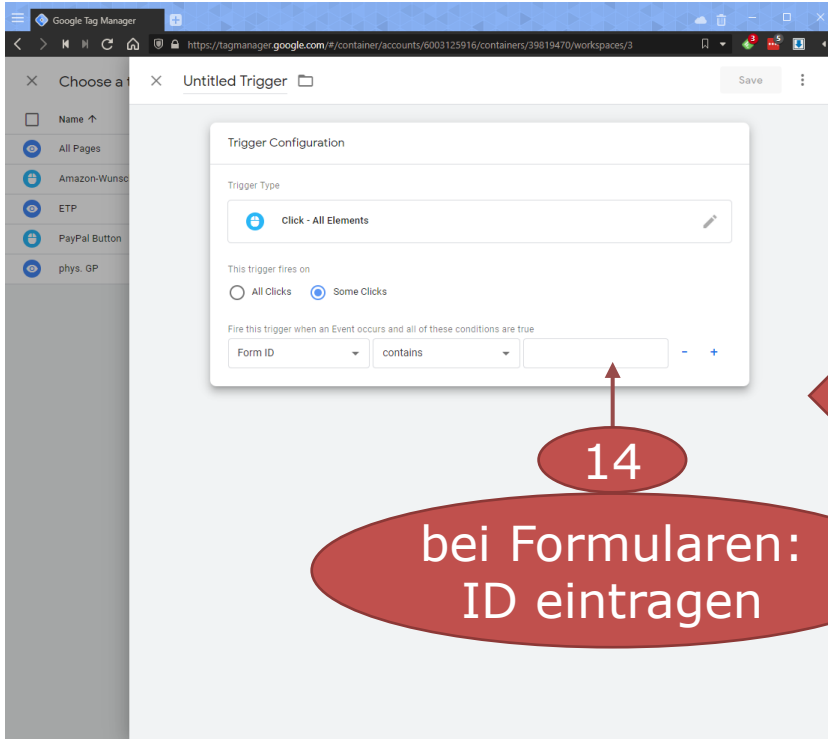 Google Tag Manager
https://tagmanager.google.com/#/container/accounts/6003125916/containers/39819470/workspaces/3
3
5
Choose a t
Untitled Trigger
Save
Name
All Pages
Amazon-Wunsc
ETP
PayPal Button
phys. GP
Trigger Configuration
Trigger Type
Click - All Elements
This trigger fires on
All Clicks
Some Clicks
Fire this trigger when an Event occurs and all of these conditions are true
Form ID
contains
- +
14
bei Formularen:
ID eintragen